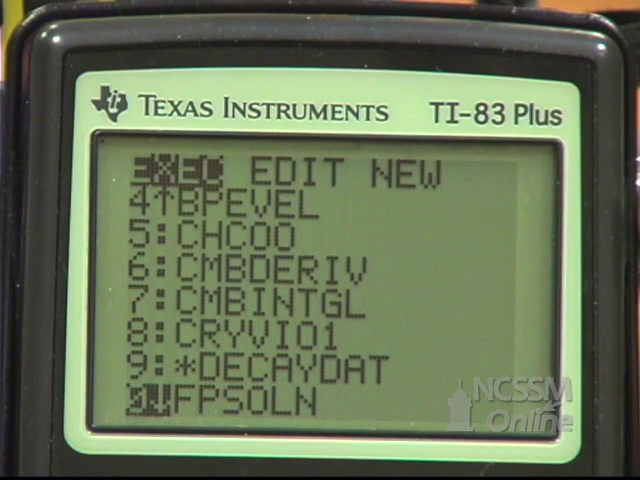 TEXAS INSTRUMENTS TI-83 Plus
EXEC EDIT NEW
4↑BPEVEL
5:CHCOO
6:CMBDERIV
7:CMBINTGL
8:CRYVIO1
9:*DECAYDAT
FPSOLN
NCSSM
Online